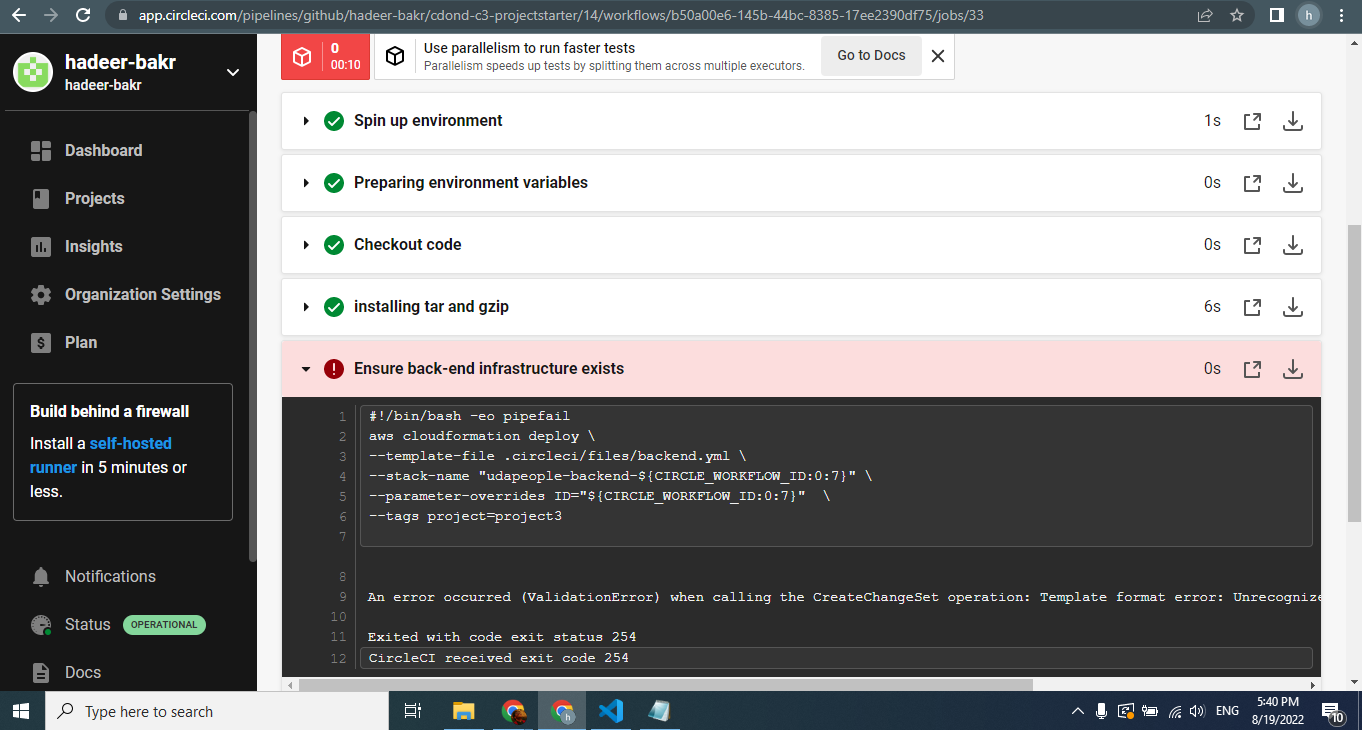 app.circleci.com/pipelines/github/hadeer-bakr/cdond-c3-projectstarter/14/workflows/b50a00e6-145b-44bc-8385-17ee2390df75/jobs/33
h
hadeer-bakr
hadeer-bakr
Dashboard
Projects
Insights
Organization Settings
Plan
Build behind a firewall
Install a self-hosted
runner in 5 minutes or
less.
Notifications
Status OPERATIONAL
Docs
0
00:10
Use parallelism to run faster tests
Parallelism speeds up tests by splitting them across multiple executors.
Go to Docs
Spin up environment 1s
Preparing environment variables 0s
Checkout code 0s
installing tar and gzip 6s
Ensure back-end infrastructure exists 0s
1 #!/bin/bash -eo pipefail
2 aws cloudformation deploy \
3 --template-file .circleci/files/backend.yml \
4 --stack-name "udapeople-backend-${CIRCLE_WORKFLOW_ID:0:7}" \
5 --parameter-overrides ID="${CIRCLE_WORKFLOW_ID:0:7}"  \
6 --tags project=project3
7
8
9 An error occurred (ValidationError) when calling the CreateChangeSet operation: Template format error: Unrecognize
10
11 Exited with code exit status 254
12 CircleCI received exit code 254
Type here to search
h
ENG
5:40 PM
8/19/2022
10